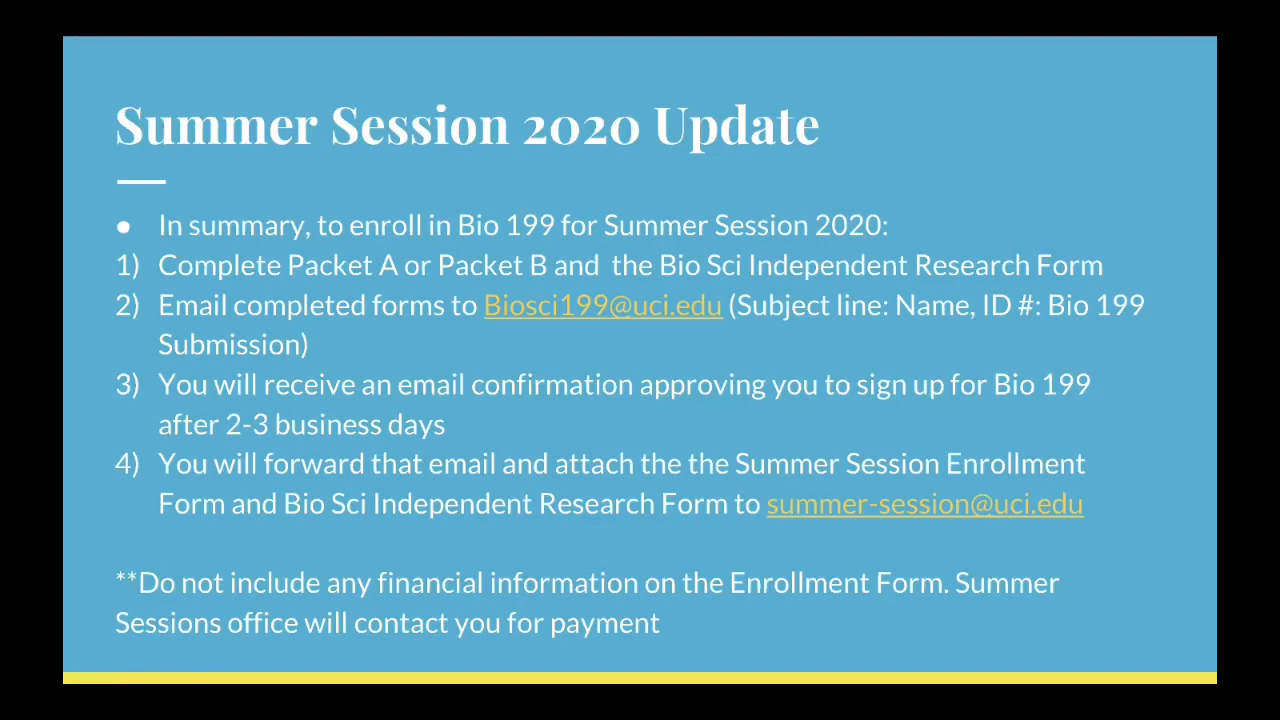 Summer Session 2020 Update
● In summary, to enroll in Bio 199 for Summer Session 2020:
1) Complete Packet A or Packet B and  the Bio Sci Independent Research Form
2) Email completed forms to Biosci199@uci.edu (Subject line: Name, ID #: Bio 199
Submission)
3) You will receive an email confirmation approving you to sign up for Bio 199
after 2-3 business days
4) You will forward that email and attach the the Summer Session Enrollment
Form and Bio Sci Independent Research Form to summer-session@uci.edu
**Do not include any financial information on the Enrollment Form. Summer
Sessions office will contact you for payment